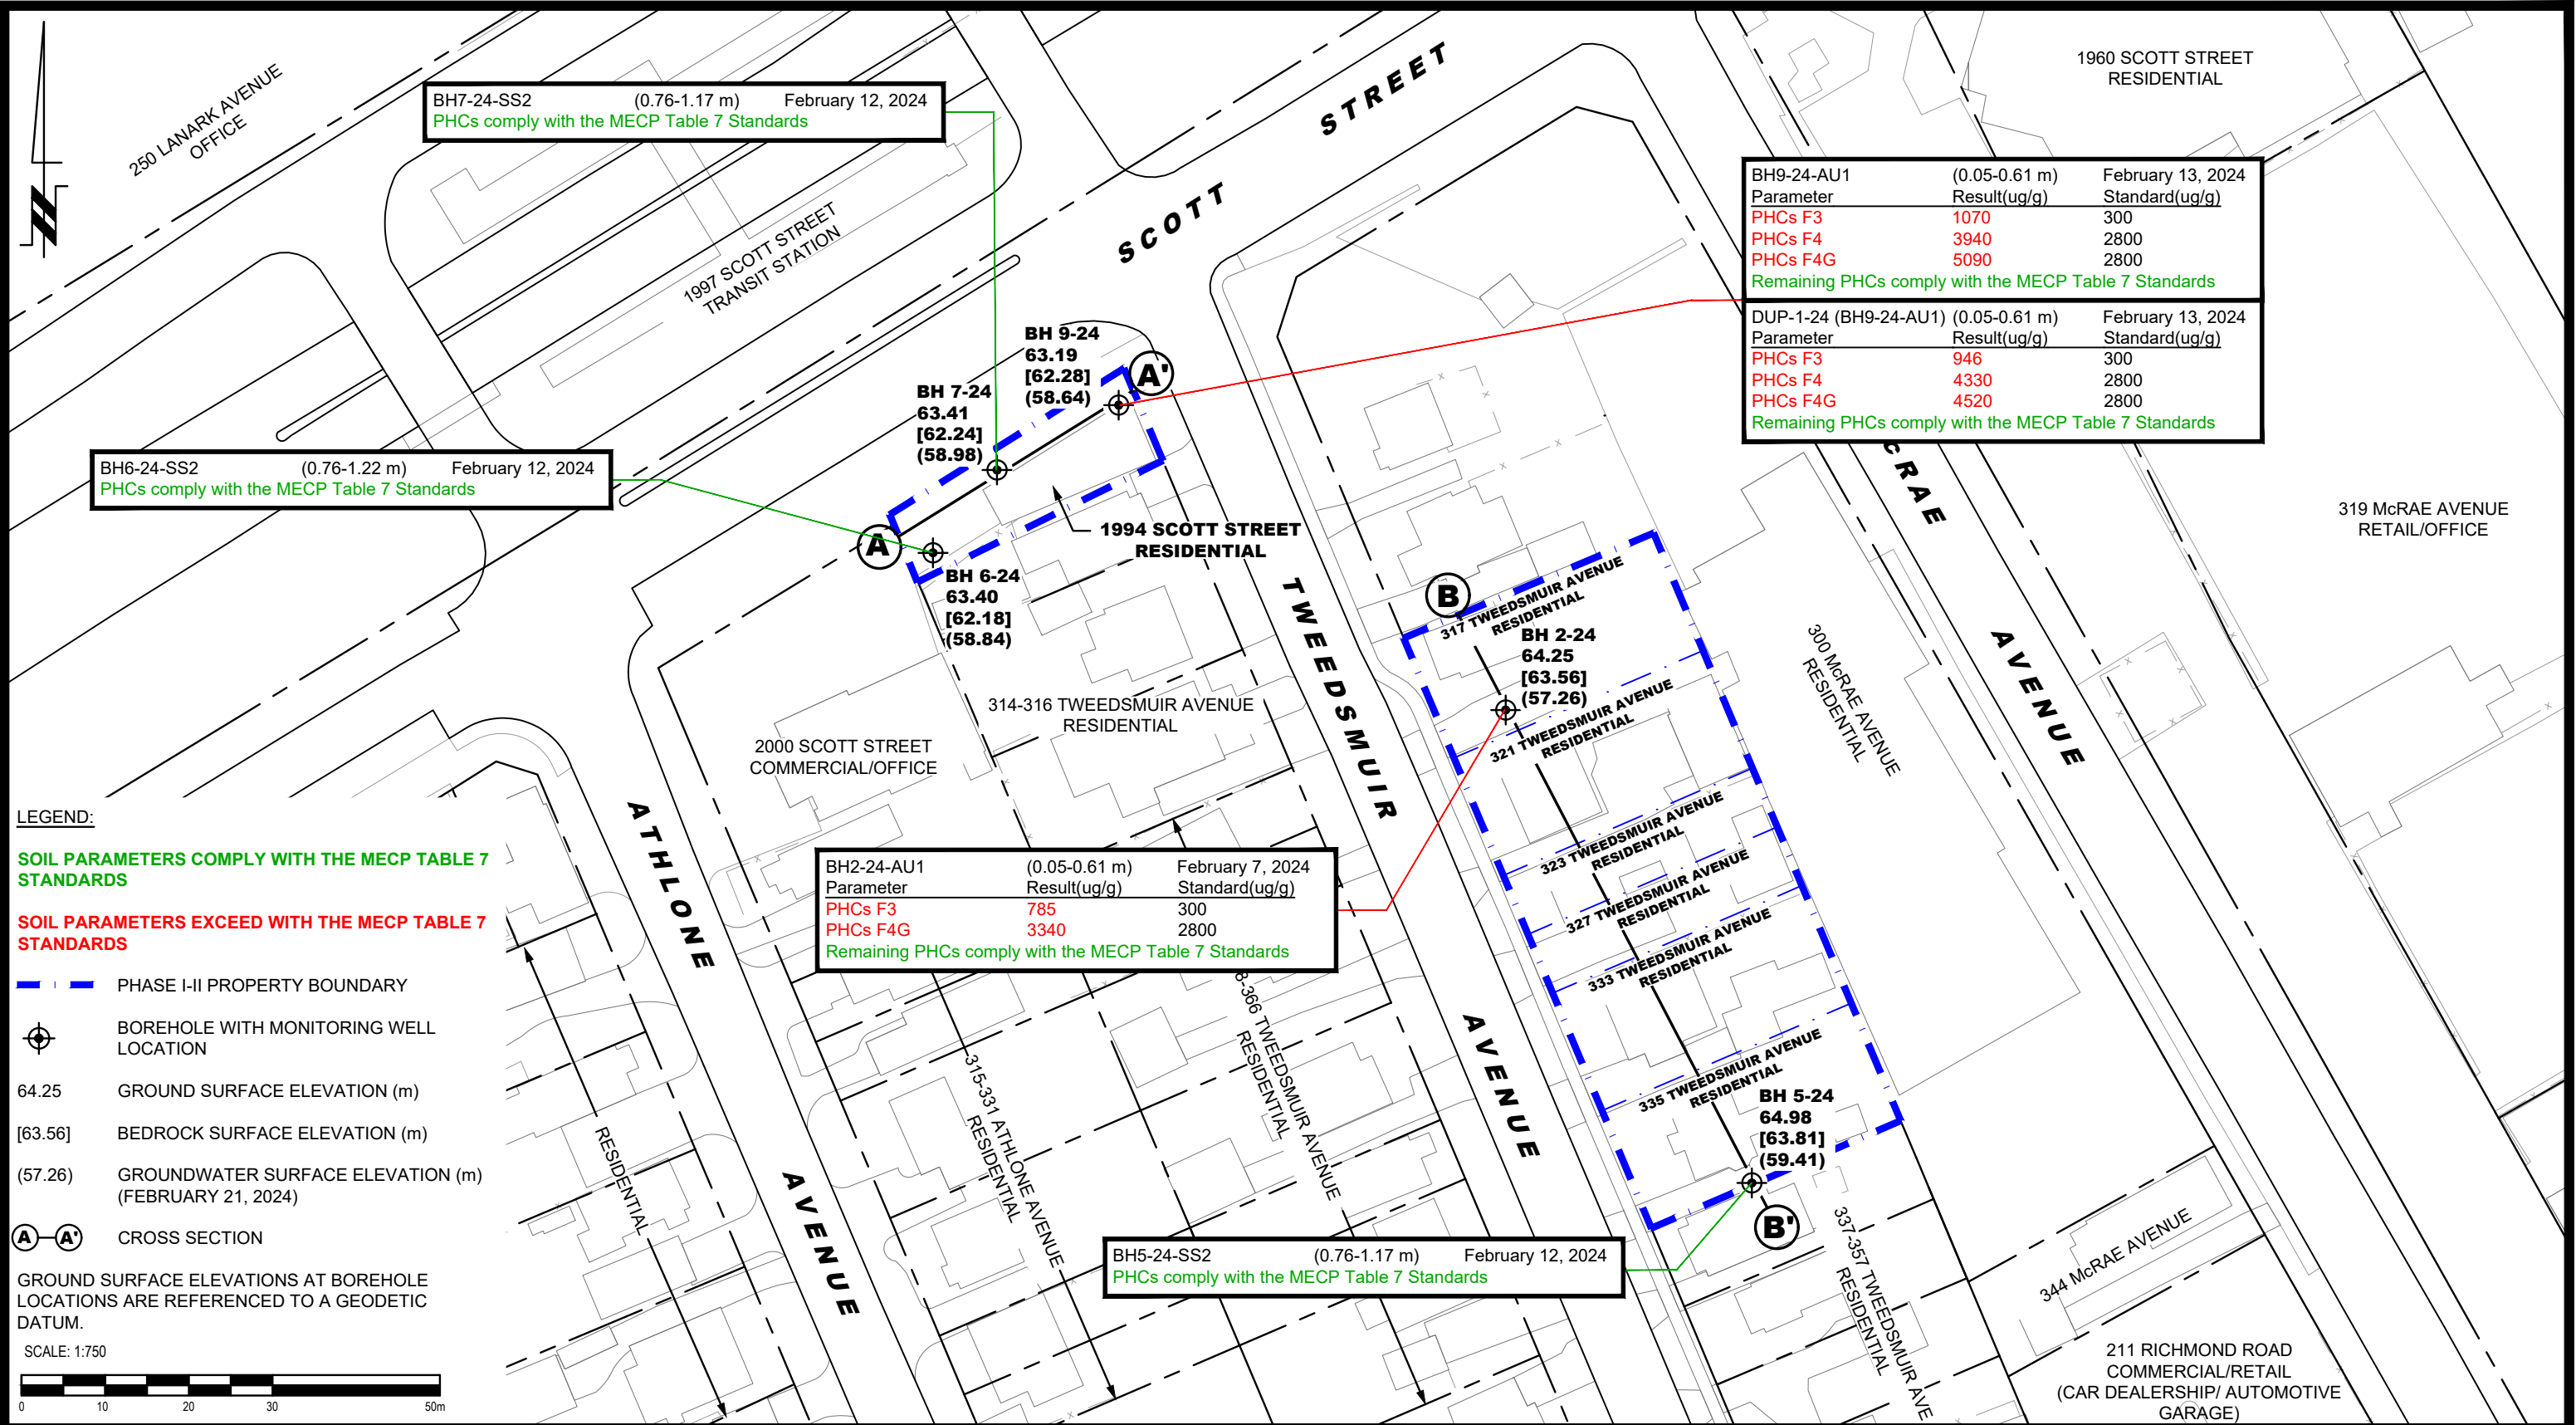 250 LANARK AVENUE
OFFICE
BH7-24-SS2 (0.76-1.17 m) February 12, 2024
PHCs comply with the MECP Table 7 Standards
1997 SCOTT STREET
TRANSIT STATION
SCOTT STREET
1960 SCOTT STREET
RESIDENTIAL
BH9-24-AU1 (0.05-0.61 m) February 13, 2024
Parameter Result(ug/g) Standard(ug/g)
PHCs F3 1070 300
PHCs F4 3940 2800
PHCs F4G 5090 2800
Remaining PHCs comply with the MECP Table 7 Standards
DUP-1-24 (BH9-24-AU1) (0.05-0.61 m) February 13, 2024
Parameter Result(ug/g) Standard(ug/g)
PHCs F3 946 300
PHCs F4 4330 2800
PHCs F4G 4520 2800
Remaining PHCs comply with the MECP Table 7 Standards
BH 9-24
63.19
[62.28]
(58.64)
A'
BH 7-24
63.41
[62.24]
(58.98)
BH6-24-SS2 (0.76-1.22 m) February 12, 2024
PHCs comply with the MECP Table 7 Standards
A
1994 SCOTT STREET
RESIDENTIAL
BH 6-24
63.40
[62.18]
(58.84)
CRAE AVENUE
319 McRAE AVENUE
RETAIL/OFFICE
B
317 TWEEDSMUIR AVENUE
RESIDENTIAL
BH 2-24
64.25
[63.56]
(57.26)
321 TWEEDSMUIR AVENUE
RESIDENTIAL
300 McRAE AVENUE
RESIDENTIAL
314-316 TWEEDSMUIR AVENUE
RESIDENTIAL
2000 SCOTT STREET
COMMERCIAL/OFFICE
TWEEDSMUIR AVENUE
323 TWEEDSMUIR AVENUE
RESIDENTIAL
327 TWEEDSMUIR AVENUE
RESIDENTIAL
333 TWEEDSMUIR AVENUE
RESIDENTIAL
335 TWEEDSMUIR AVENUE
RESIDENTIAL
BH2-24-AU1 (0.05-0.61 m) February 7, 2024
Parameter Result(ug/g) Standard(ug/g)
PHCs F3 785 300
PHCs F4G 3340 2800
Remaining PHCs comply with the MECP Table 7 Standards
ATHLONE AVENUE
RESIDENTIAL
315-331 ATHLONE AVENUE
RESIDENTIAL
8-366 TWEEDSMUIR AVENUE
RESIDENTIAL
BH 5-24
64.98
[63.81]
(59.41)
B'
BH5-24-SS2 (0.76-1.17 m) February 12, 2024
PHCs comply with the MECP Table 7 Standards
337-357 TWEEDSMUIR AVE
RESIDENTIAL
344 McRAE AVENUE
211 RICHMOND ROAD
COMMERCIAL/RETAIL
(CAR DEALERSHIP/ AUTOMOTIVE
GARAGE)
LEGEND:
SOIL PARAMETERS COMPLY WITH THE MECP TABLE 7
STANDARDS
SOIL PARAMETERS EXCEED WITH THE MECP TABLE 7
STANDARDS
PHASE I-II PROPERTY BOUNDARY
BOREHOLE WITH MONITORING WELL
LOCATION
64.25 GROUND SURFACE ELEVATION (m)
[63.56] BEDROCK SURFACE ELEVATION (m)
(57.26) GROUNDWATER SURFACE ELEVATION (m)
(FEBRUARY 21, 2024)
A A' CROSS SECTION
GROUND SURFACE ELEVATIONS AT BOREHOLE
LOCATIONS ARE REFERENCED TO A GEODETIC
DATUM.
SCALE: 1:750
0 10 20 30 50m